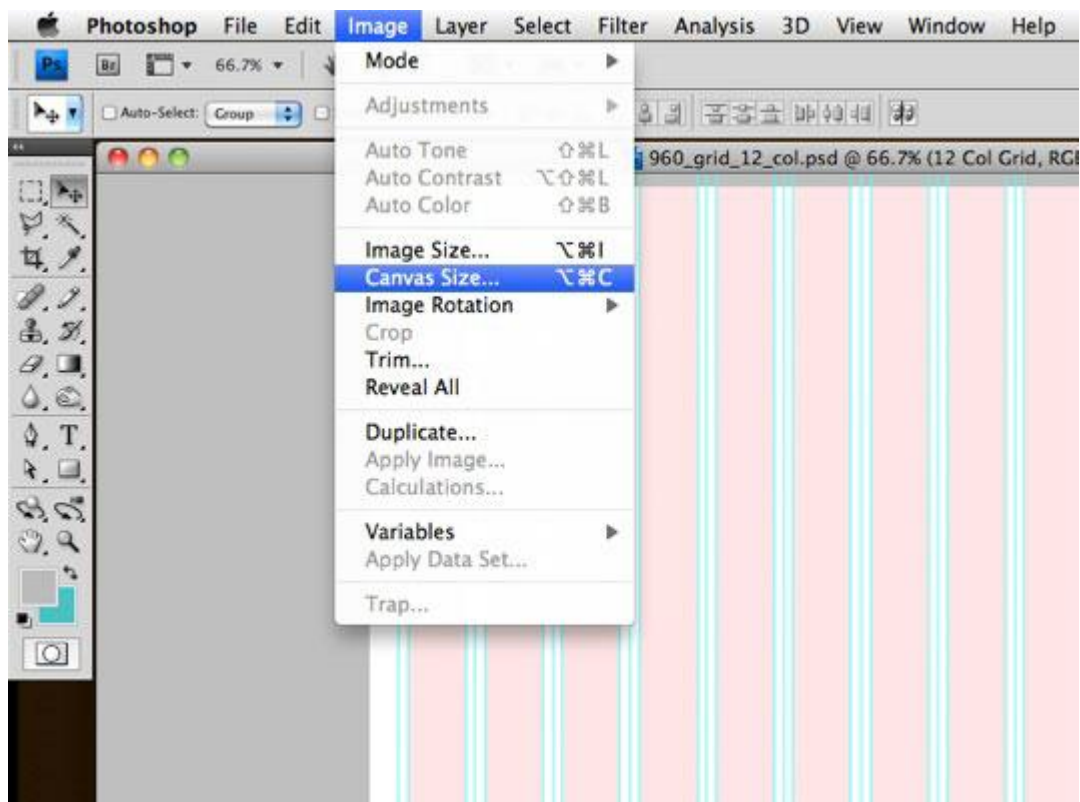 Photoshop File Edit Image Layer Select Filter Analysis 3D View Window Help
Ps Br 66.7%
Auto-Select: Group
960_grid_12_col.psd @ 66.7% (12 Col Grid, RGB
Mode
Adjustments
Auto Tone ⇧⌘L
Auto Contrast ⌥⇧⌘L
Auto Color ⇧⌘B
Image Size... ⌥⌘I
Canvas Size... ⌥⌘C
Image Rotation
Crop
Trim...
Reveal All
Duplicate...
Apply Image...
Calculations...
Variables
Apply Data Set...
Trap...
T